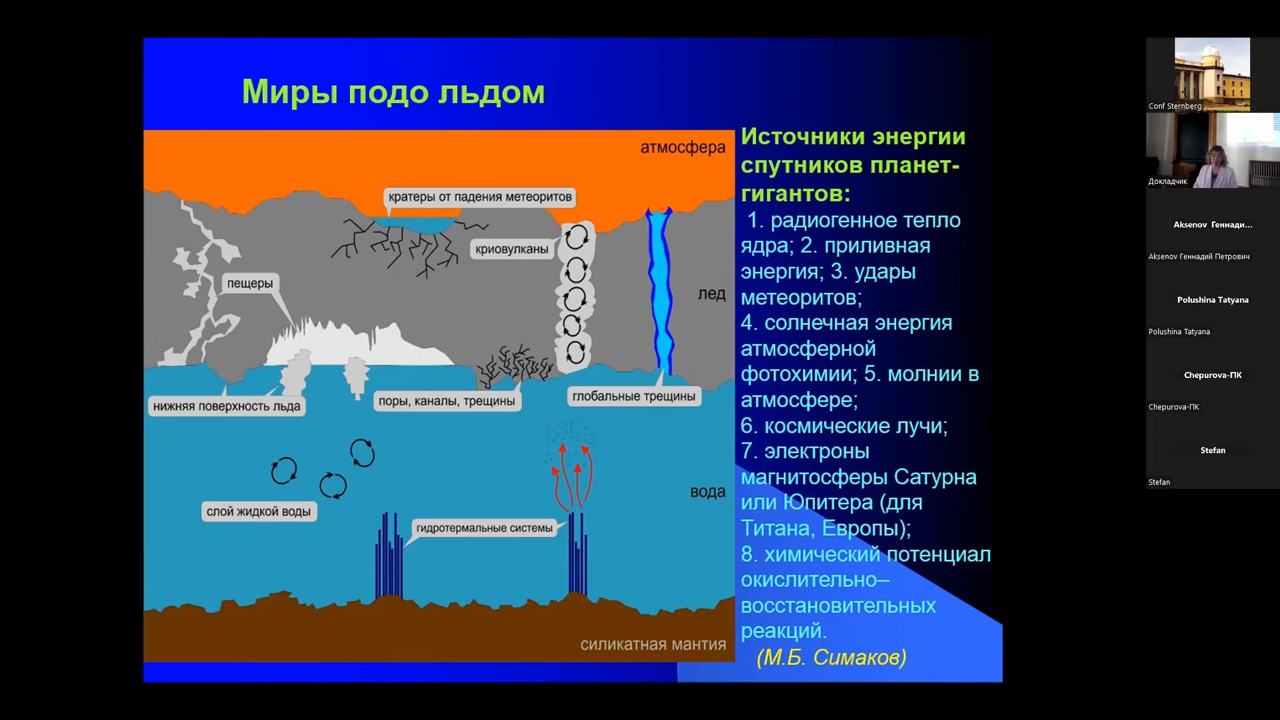 Миры подо льдом
атмосфера
кратеры от падения метеоритов
криовулканы
пещеры
лед
нижняя поверхность льда
поры, каналы, трещины
глобальные трещины
вода
слой жидкой воды
гидротермальные системы
силикатная мантия
Источники энергии
спутников планет-
гигантов:
1. радиогенное тепло
ядра; 2. приливная
энергия; 3. удары
метеоритов;
4. солнечная энергия
атмосферной
фотохимии; 5. молнии в
атмосфере;
6. космические лучи;
7. электроны
магнитосферы Сатурна
или Юпитера (для
Титана, Европы);
8. химический потенциал
окислительно–
восстановительных
реакций.
(М.Б. Симаков)
Conf Sternberg
Докладчик
Aksenov Геннади...
Aksenov Геннадий Петрович
Polushina Tatyana
Polushina Tatyana
Chepurova-ПК
Chepurova-ПК
Stefan
Stefan